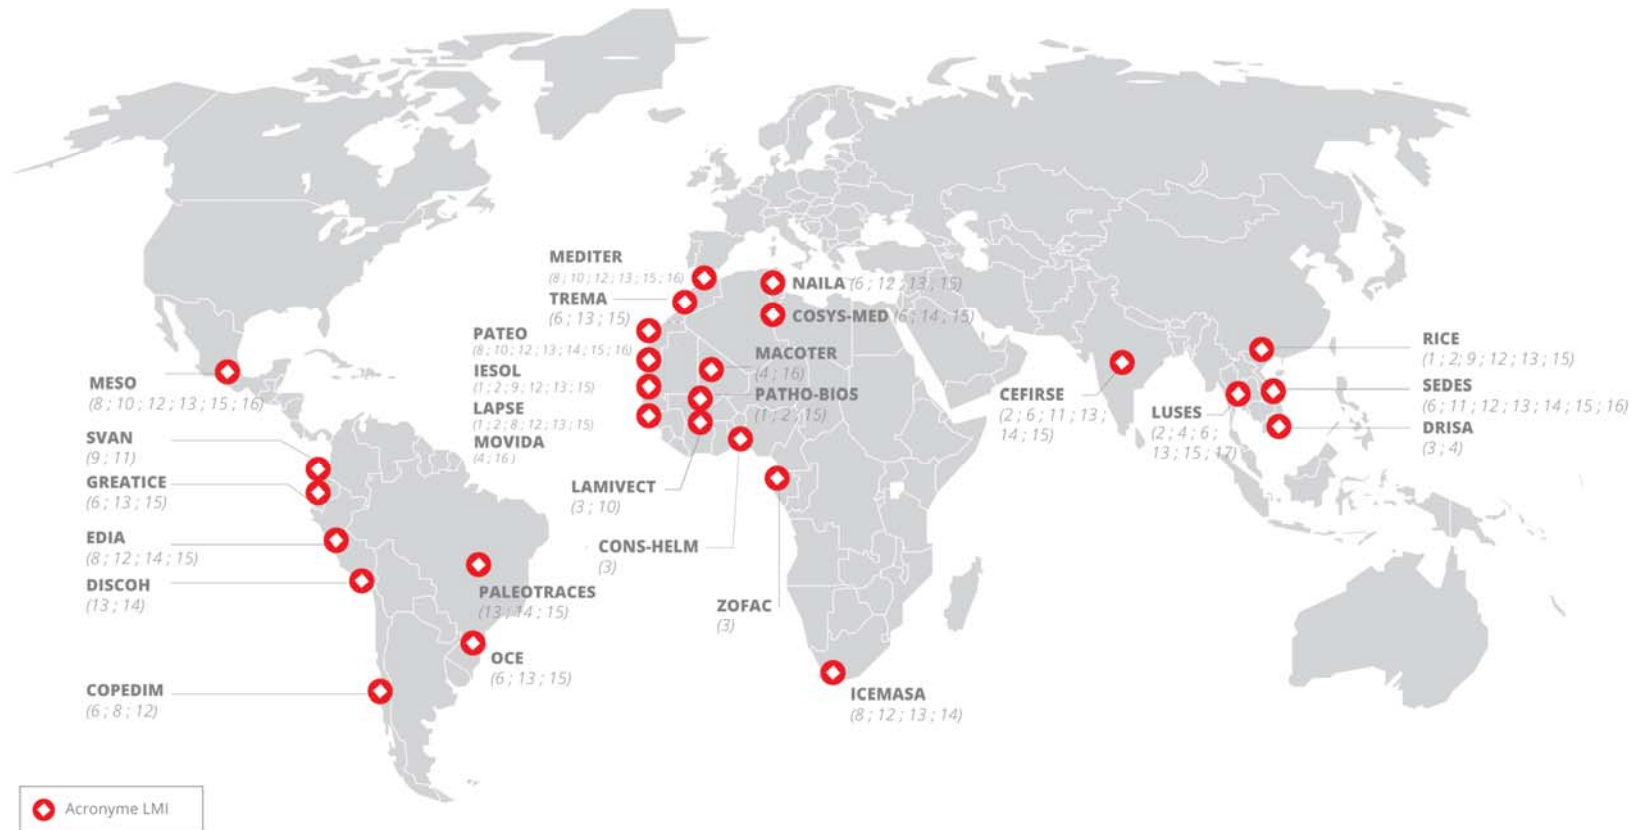 MEDITER
(8 ; 10 ; 12 ; 13 ; 15 ; 16)
TREMA
(6 ; 13 ; 15)
NAILA (6 ; 12 ; 13 ; 15)
COSYS-MED (6 ; 14 ; 15)
PATEO
(8 ; 10 ; 12 ; 13 ; 14 ; 15 ; 16)
IESOL
(1 ; 2 ; 9 ; 12 ; 13 ; 15)
LAPSE
(1 ; 2 ; 8 ; 12 ; 13 ; 15)
MOVIDA
(4 ; 16 )
MACOTER
(4 ; 16)
PATHO-BIOS
(1 ; 2 ; 15)
LAMIVECT
(3 ; 10)
CONS-HELM
(3)
ZOFAC
(3)
ICEMASA
(8 ; 12 ; 13 ; 14)
MESO
(8 ; 10 ; 12 ; 13 ; 15 ; 16)
SVAN
(9 ; 11)
GREATICE
(6 ; 13 ; 15)
EDIA
(8 ; 12 ; 14 ; 15)
DISCOH
(13 ; 14)
PALEOTRACES
(13 ; 14 ; 15)
OCE
(6 ; 13 ; 15)
COPEDIM
(6 ; 8 ; 12)
CEFIRSE
(2 ; 6 ; 11 ; 13 ;
14 ; 15)
LUSES
(2 ; 4 ; 6 ;
13 ; 15 ; 17)
RICE
(1 ; 2; 9 ; 12 ; 13 ; 15)
SEDES
(6 ; 11 ; 12 ; 13 ; 14 ; 15 ; 16)
DRISA
(3 ; 4)
Acronyme LMI